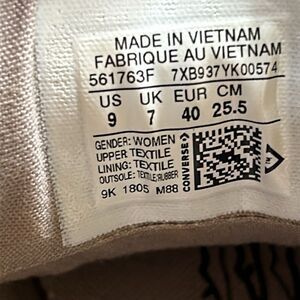 MADE IN VIETNAM
FABRIQUE AU VIETNAM
561763F 7XB937YK00574
US UK EUR CM
9 7 40 25.5
GENDER: WOMEN
UPPER: TEXTILE
LINING: TEXTILE
OUTSOLE: TEXTILE/RUBBER
9K 180S M88
CONVERSE